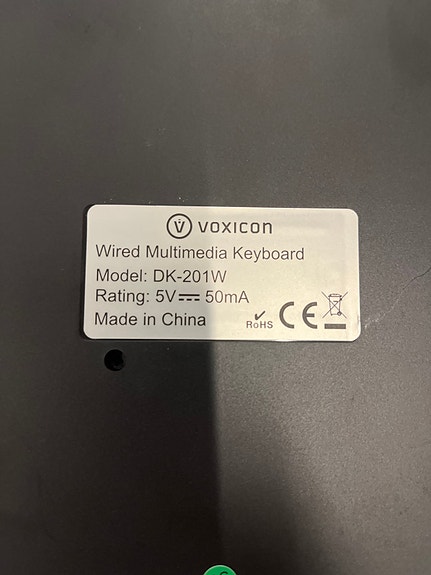 VOXICON
Wired Multimedia Keyboard
Model: DK-201W
Rating: 5V⎓ 50mA
Made in China
RoHS CE